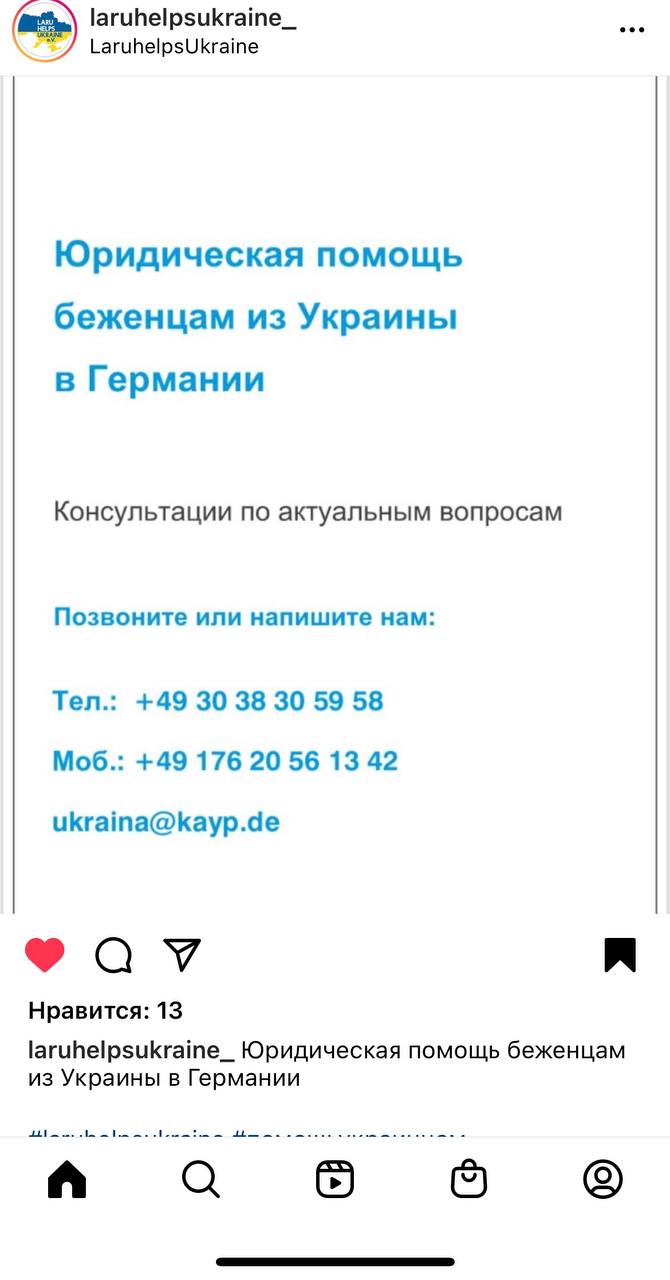 laruhelpsukraine_
LaruhelpsUkraine
LARU
HELPS
UKRAINE
e.V.
Юридическая помощь
беженцам из Украины
в Германии
Консультации по актуальным вопросам
Позвоните или напишите нам:
Тел.: +49 30 38 30 59 58
Моб.: +49 176 20 56 13 42
ukraina@kayp.de
Нравится: 13
laruhelpsukraine_ Юридическая помощь беженцам
из Украины в Германии
#laruhelpsukraine #помощьукраинцам